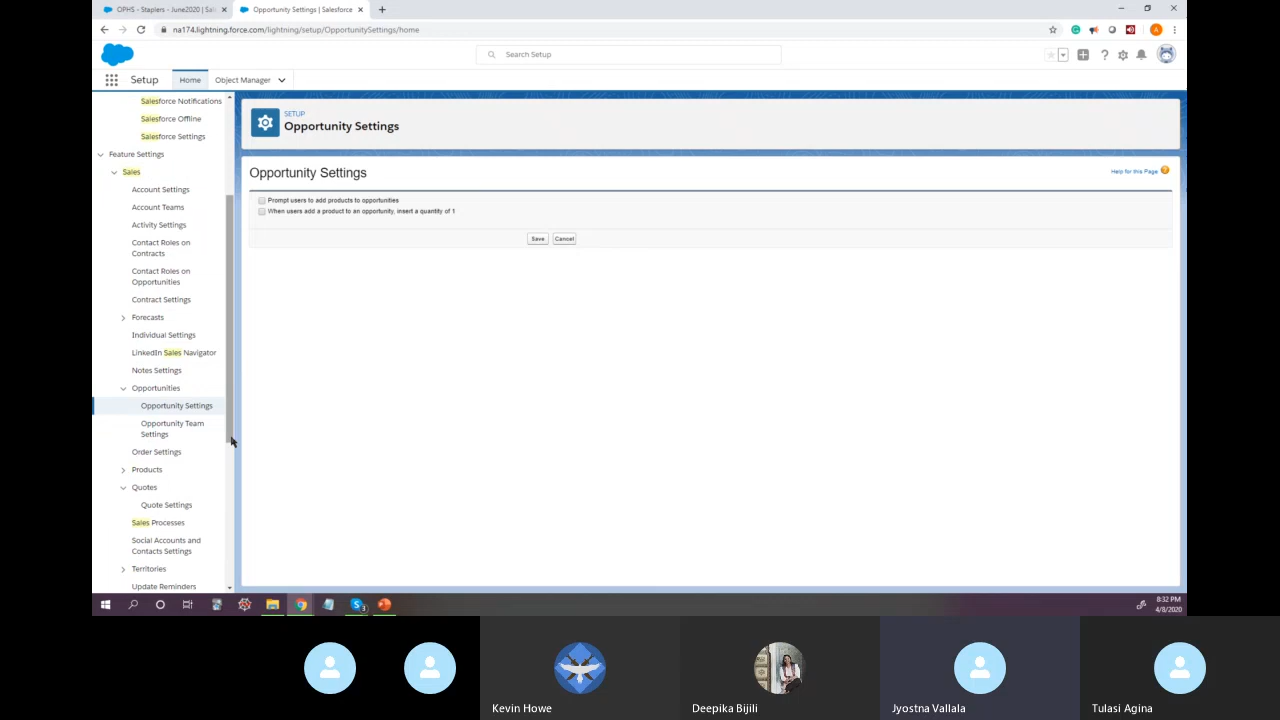 OPHS - Staplers - June2020 | Sal
Opportunity Settings | Salesforce
na174.lightning.force.com/lightning/setup/OpportunitySettings/home
Search Setup
Setup
Home
Object Manager
Salesforce Notifications
Salesforce Offline
Salesforce Settings
Feature Settings
Sales
Account Settings
Account Teams
Activity Settings
Contact Roles on
Contracts
Contact Roles on
Opportunities
Contract Settings
Forecasts
Individual Settings
LinkedIn Sales Navigator
Notes Settings
Opportunities
Opportunity Settings
Opportunity Team
Settings
Order Settings
Products
Quotes
Quote Settings
Sales Processes
Social Accounts and
Contacts Settings
Territories
Update Reminders
SETUP
Opportunity Settings
Opportunity Settings
Help for this Page
Prompt users to add products to opportunities
When users add a product to an opportunity, insert a quantity of 1
Save
Cancel
8:32 PM
4/8/2020
Kevin Howe
Deepika Bijili
Jyostna Vallala
Tulasi Agina